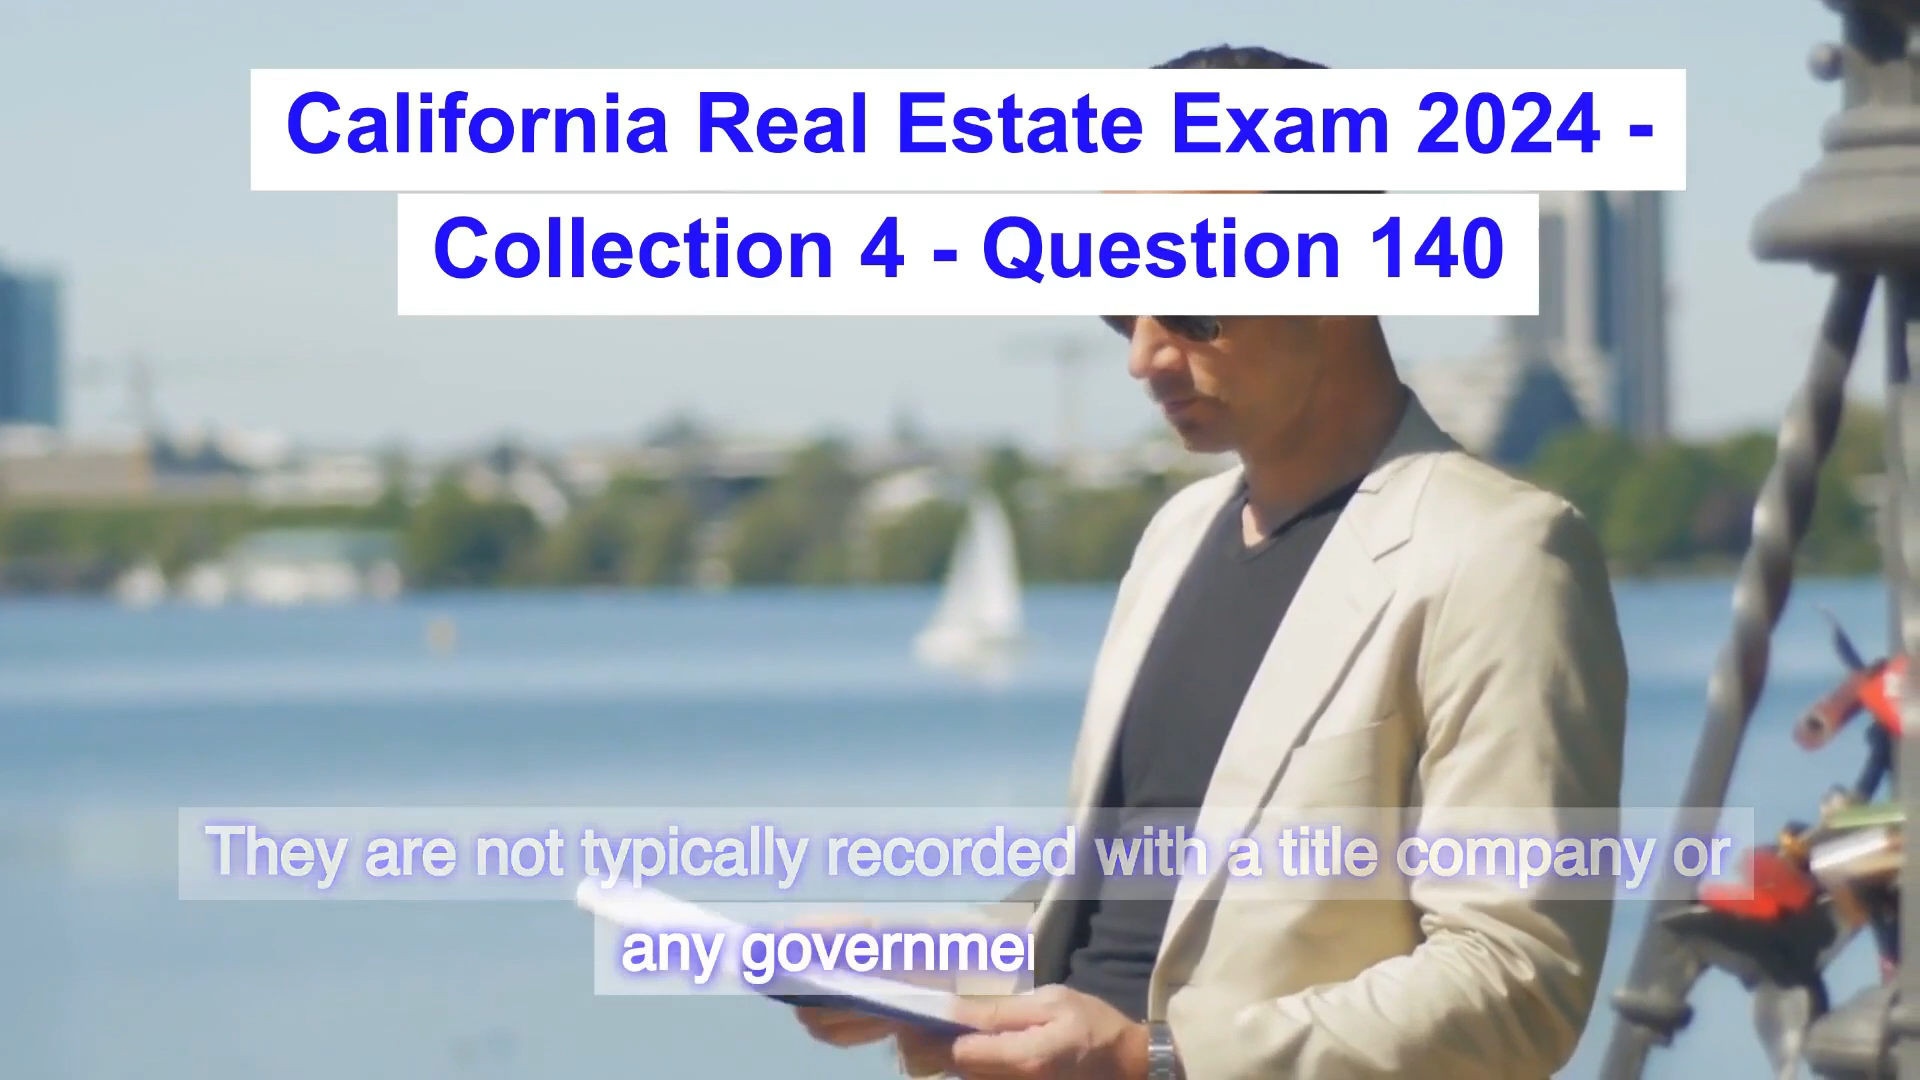 California Real Estate Exam 2024 -
Collection 4 - Question 140
They are not typically recorded with a title company or
any governmer